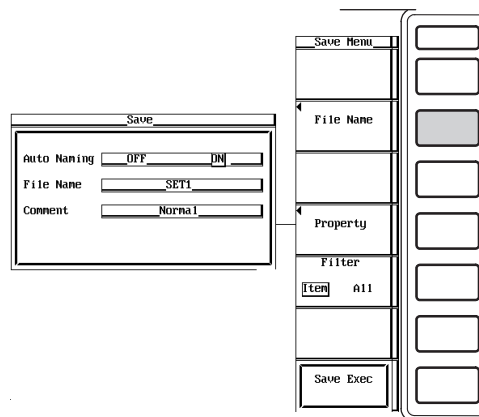 Save
Auto Naming OFF ON
File Name SET1
Comment Normal
Save Menu
File Name
Property
Filter
Item All
Save Exec